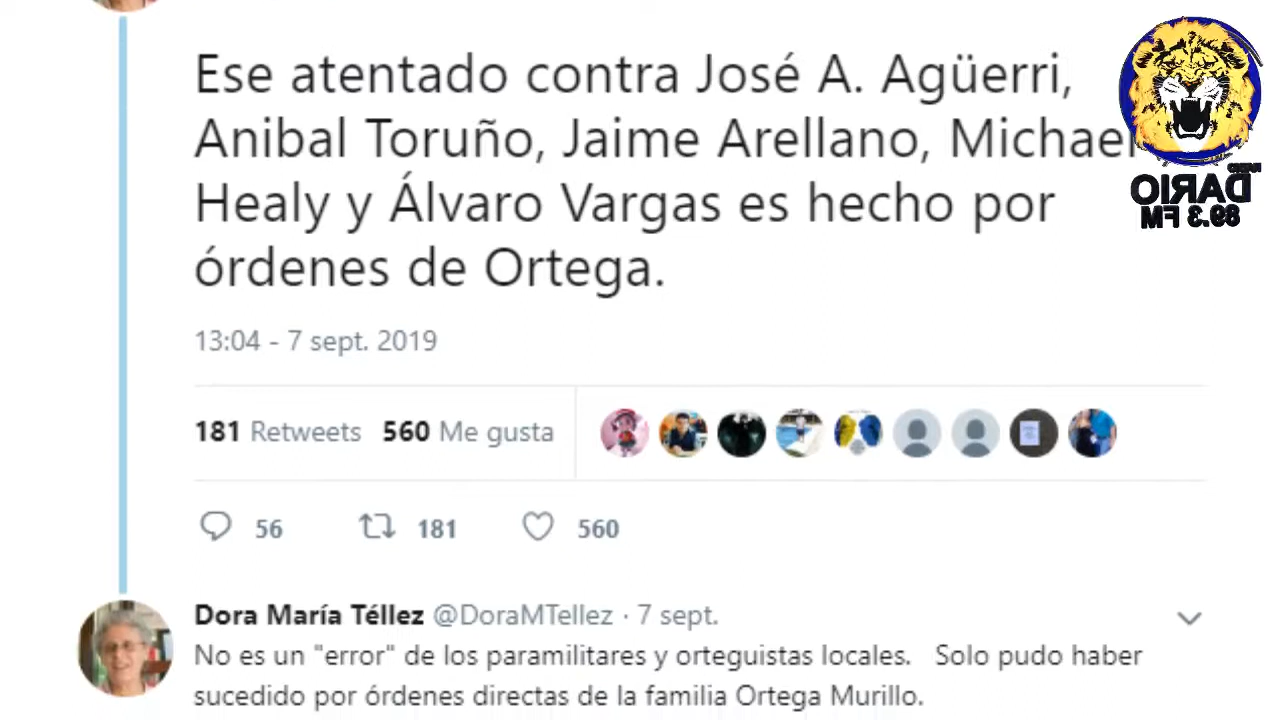 Ese atentado contra José A. Agüerri,
Anibal Toruño, Jaime Arellano, Michael
Healy y Álvaro Vargas es hecho por
órdenes de Ortega.
RADIO
DARIO
89.3 FM
13:04 - 7 sept. 2019
181 Retweets 560 Me gusta
56 181 560
Dora María Téllez @DoraMTellez · 7 sept.
No es un "error" de los paramilitares y orteguistas locales. Solo pudo haber
sucedido por órdenes directas de la familia Ortega Murillo.